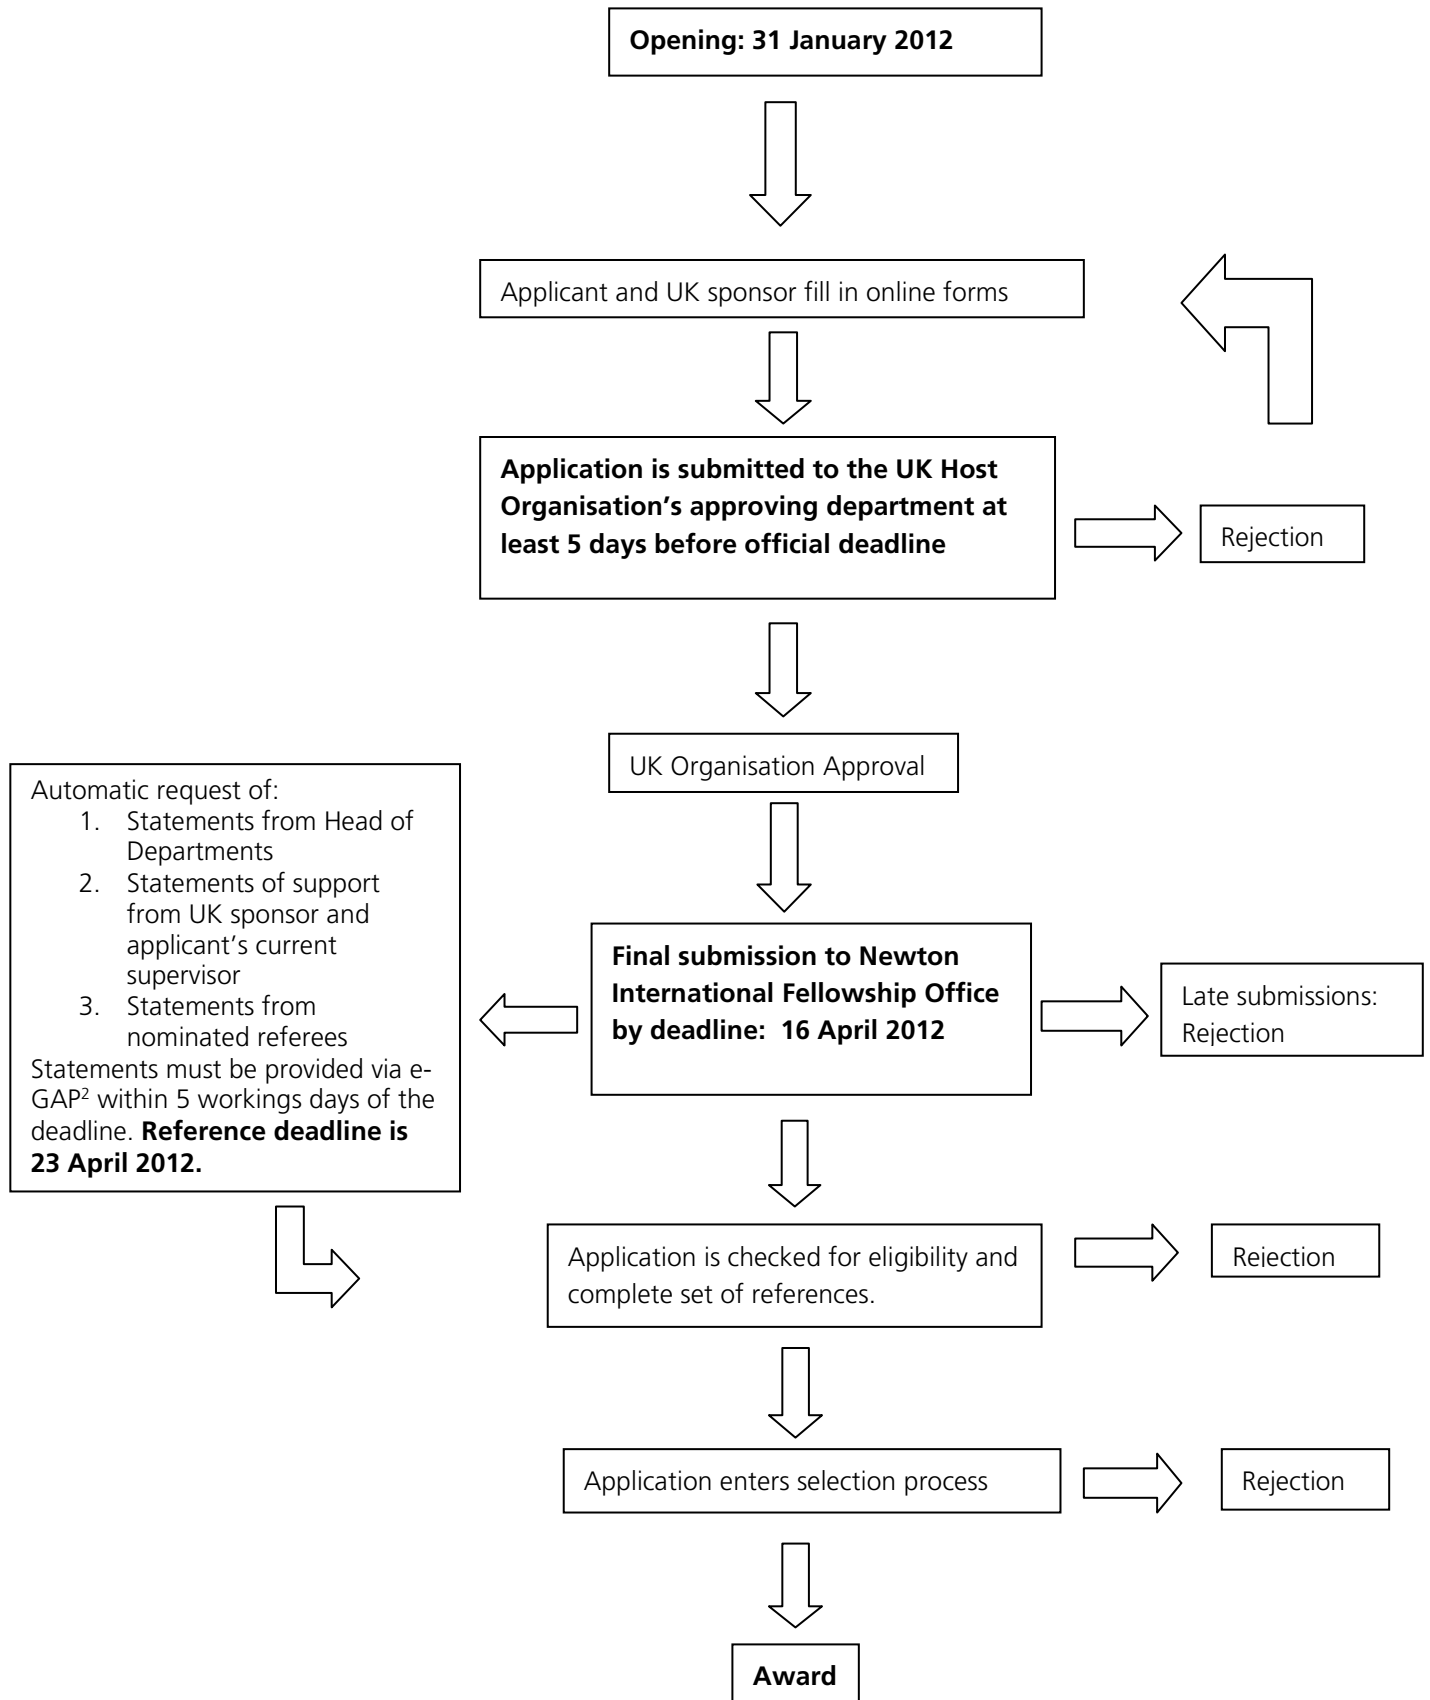 Opening: 31 January 2012
Applicant and UK sponsor fill in online forms
Application is submitted to the UK Host
Organisation’s approving department at
least 5 days before official deadline
Rejection
UK Organisation Approval
Automatic request of:
1. Statements from Head of
Departments
2. Statements of support
from UK sponsor and
applicant’s current
supervisor
3. Statements from
nominated referees
Statements must be provided via e-
GAP² within 5 workings days of the
deadline. Reference deadline is
23 April 2012.
Final submission to Newton
International Fellowship Office
by deadline: 16 April 2012
Late submissions:
Rejection
Application is checked for eligibility and
complete set of references.
Rejection
Application enters selection process
Rejection
Award